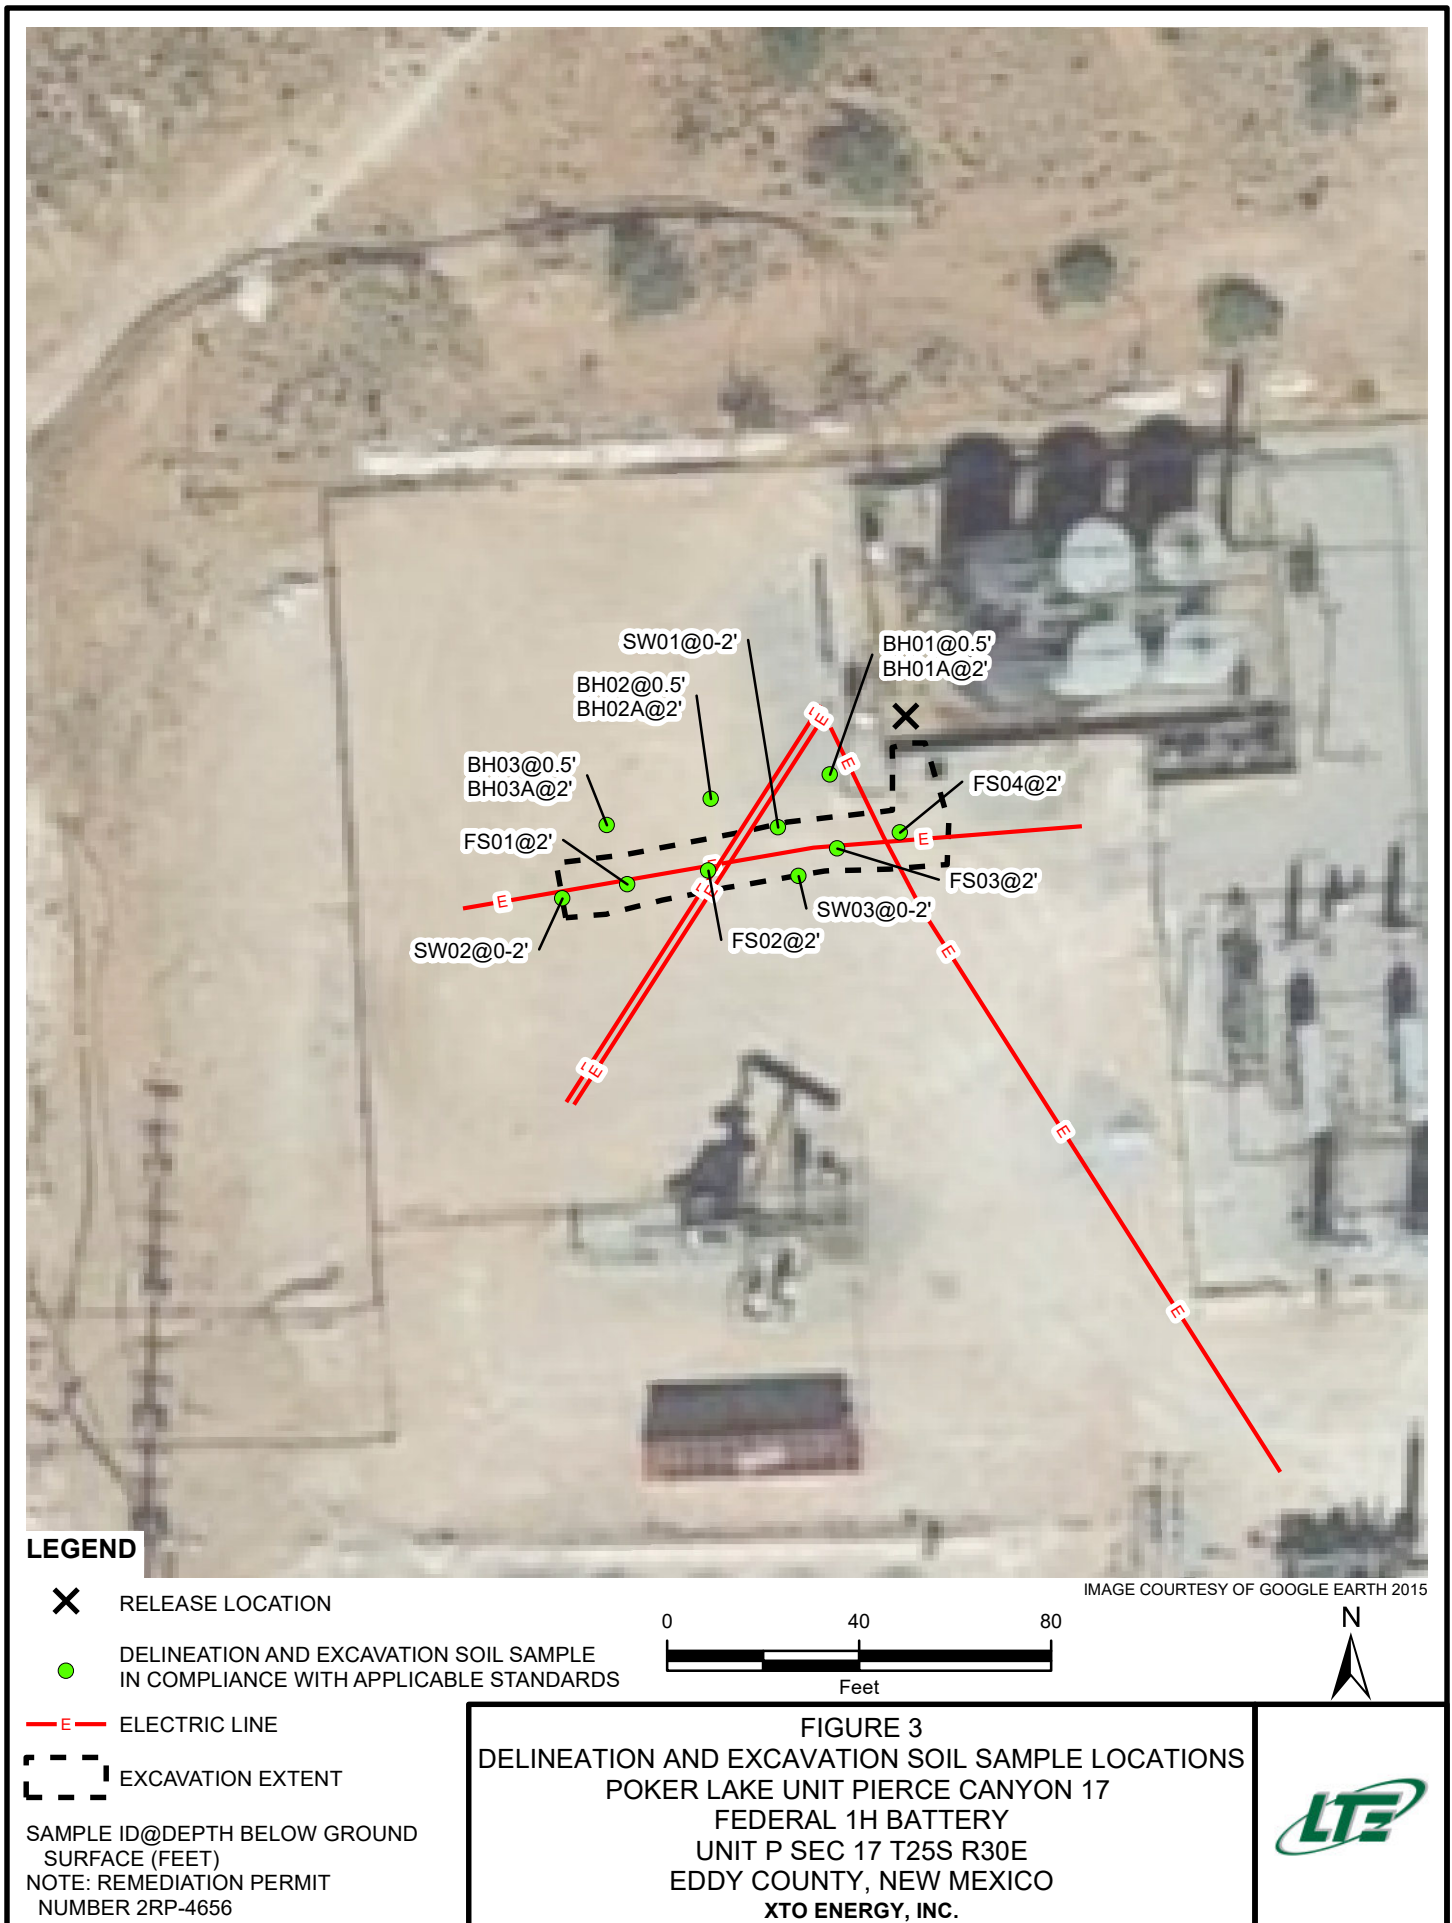 SW01@0-2'
BH01@0.5'
BH01A@2'
BH02@0.5'
BH02A@2'
BH03@0.5'
BH03A@2'
FS04@2'
FS01@2'
FS03@2'
SW03@0-2'
FS02@2'
SW02@0-2'
E
E
E
E
E
E
E
E
E
LEGEND
IMAGE COURTESY OF GOOGLE EARTH 2015
RELEASE LOCATION
DELINEATION AND EXCAVATION SOIL SAMPLE
IN COMPLIANCE WITH APPLICABLE STANDARDS
E ELECTRIC LINE
EXCAVATION EXTENT
SAMPLE ID@DEPTH BELOW GROUND
SURFACE (FEET)
NOTE: REMEDIATION PERMIT
NUMBER 2RP-4656
0 40 80
Feet
N
FIGURE 3
DELINEATION AND EXCAVATION SOIL SAMPLE LOCATIONS
POKER LAKE UNIT PIERCE CANYON 17
FEDERAL 1H BATTERY
UNIT P SEC 17 T25S R30E
EDDY COUNTY, NEW MEXICO
XTO ENERGY, INC.
LTE